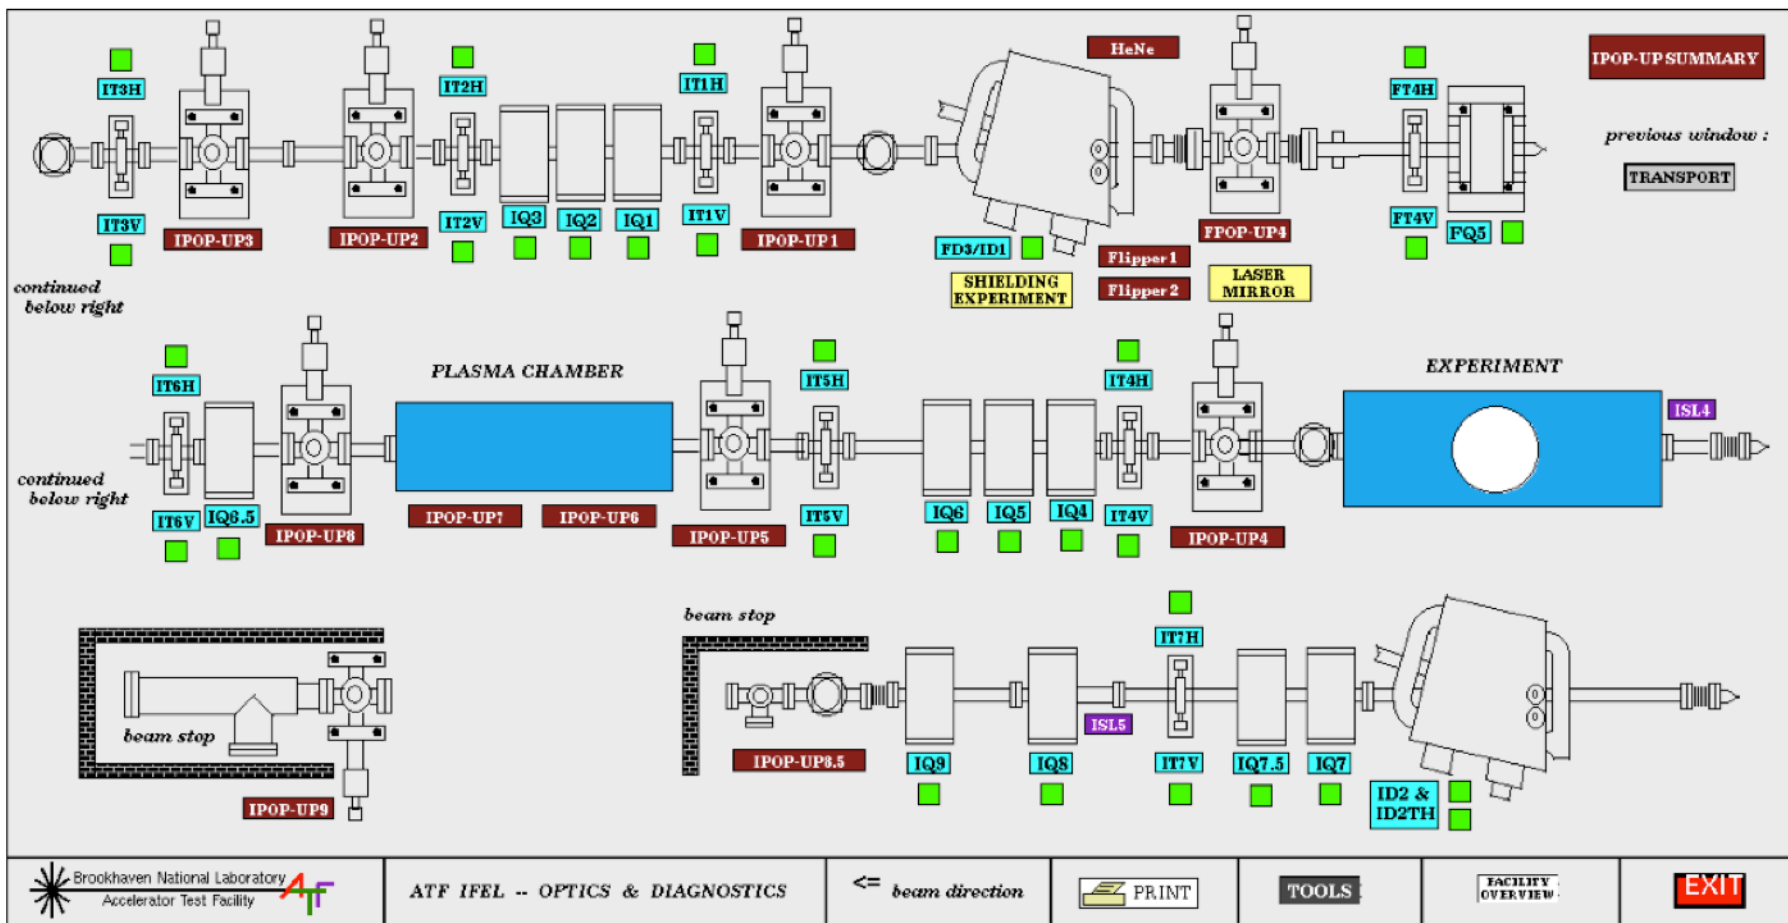 HeNe
IPOP-UP SUMMARY
IT3H
IT2H
IT1H
FT4H
previous window :
TRANSPORT
IT3V
IPOP-UP3
IPOP-UP2
IT2V
IQ3
IQ2
IQ1
IT1V
IPOP-UP1
FD3/ID1
FPOP-UP4
FT4V
FQ5
Flipper 1
Flipper 2
SHIELDING
EXPERIMENT
LASER
MIRROR
continued
below right
IT6H
PLASMA CHAMBER
IT5H
IT4H
EXPERIMENT
ISL4
continued
below right
IT6V
IQ6.5
IPOP-UP8
IPOP-UP7
IPOP-UP6
IPOP-UP5
IT5V
IQ6
IQ5
IQ4
IT4V
IPOP-UP4
beam stop
IT7H
beam stop
ISL5
IPOP-UP9
IPOP-UP8.5
IQ9
IQ8
IT7V
IQ7.5
IQ7
ID2 &
ID2TH
Brookhaven National Laboratory
Accelerator Test Facility
ATF
ATF IFEL -- OPTICS & DIAGNOSTICS
<= beam direction
PRINT
TOOLS
FACILITY
OVERVIEW
EXIT